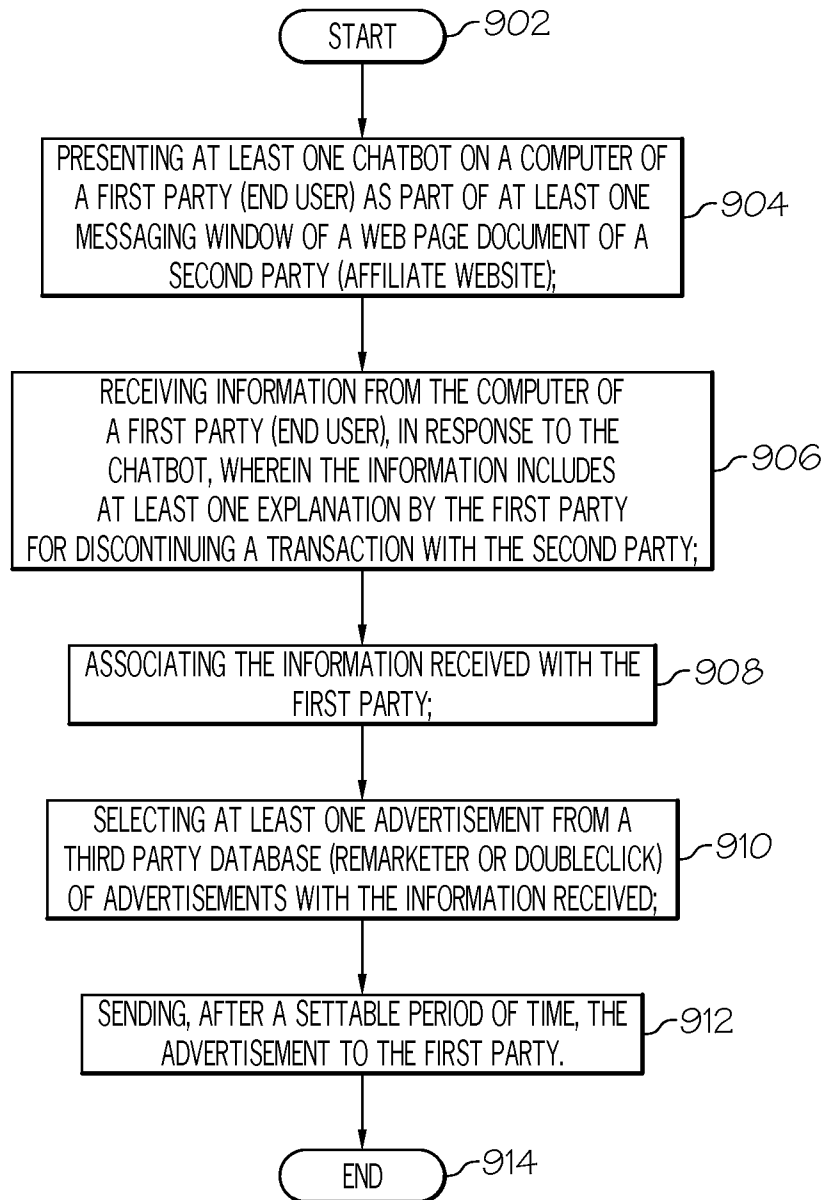 START
902
PRESENTING AT LEAST ONE CHATBOT ON A COMPUTER OF
A FIRST PARTY (END USER) AS PART OF AT LEAST ONE
MESSAGING WINDOW OF A WEB PAGE DOCUMENT OF A
SECOND PARTY (AFFILIATE WEBSITE);
904
RECEIVING INFORMATION FROM THE COMPUTER OF
A FIRST PARTY (END USER), IN RESPONSE TO THE
CHATBOT, WHEREIN THE INFORMATION INCLUDES
AT LEAST ONE EXPLANATION BY THE FIRST PARTY
FOR DISCONTINUING A TRANSACTION WITH THE SECOND PARTY;
906
ASSOCIATING THE INFORMATION RECEIVED WITH THE
FIRST PARTY;
908
SELECTING AT LEAST ONE ADVERTISEMENT FROM A
THIRD PARTY DATABASE (REMARKETER OR DOUBLECLICK)
OF ADVERTISEMENTS WITH THE INFORMATION RECEIVED;
910
SENDING, AFTER A SETTABLE PERIOD OF TIME, THE
ADVERTISEMENT TO THE FIRST PARTY.
912
END
914